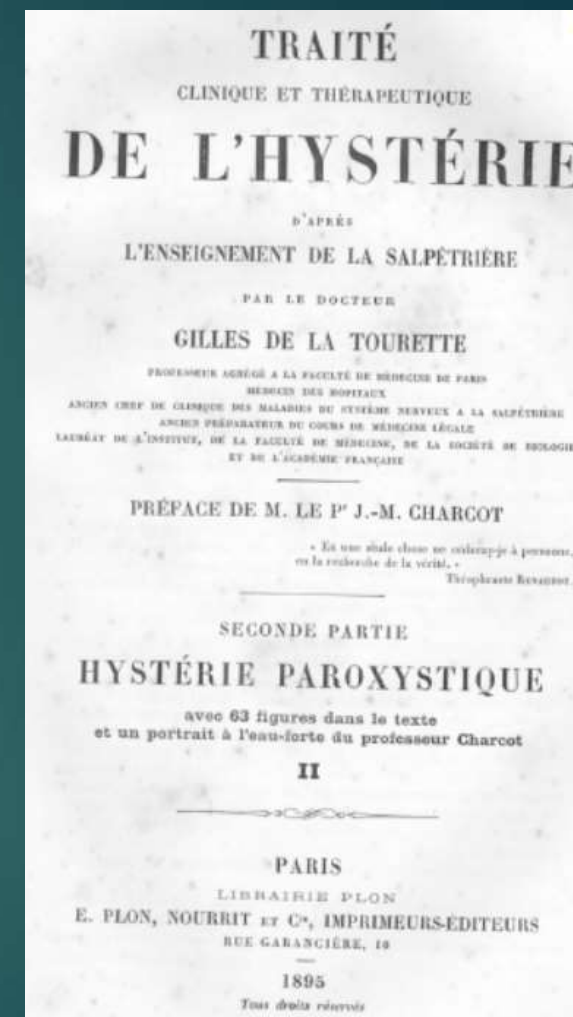 TRAITÉ
CLINIQUE ET THÉRAPEUTIQUE
DE L'HYSTÉRIE
D'APRÈS
L'ENSEIGNEMENT DE LA SALPÊTRIÈRE
PAR LE DOCTEUR
GILLES DE LA TOURETTE
PROFESSEUR AGRÉGÉ A LA FACULTÉ DE MÉDECINE DE PARIS
MÉDECIN DES HOPITAUX
ANCIEN CHEF DE CLINIQUE DES MALADIES DU SYSTÈME NERVEUX A LA SALPÊTRIÈRE
ANCIEN PRÉPARATEUR DU COURS DE MÉDECINE LÉGALE
LAURÉAT DE L'INSTITUT, DE LA FACULTÉ DE MÉDECINE, DE LA SOCIÉTÉ DE BIOLOGIE
ET DE L'ACADÉMIE FRANÇAISE
PRÉFACE DE M. LE Pr J.-M. CHARCOT
« En une seule chose ne cederay-je à personne,
en la recherche de la vérité. »
Théophraste RENAUDOT.
SECONDE PARTIE
HYSTÉRIE PAROXYSTIQUE
avec 63 figures dans le texte
et un portrait à l'eau-forte du professeur Charcot
II
PARIS
LIBRAIRIE PLON
E. PLON, NOURRIT ET Cie, IMPRIMEURS-ÉDITEURS
RUE GARANCIÈRE, 10
1895
Tous droits réservés